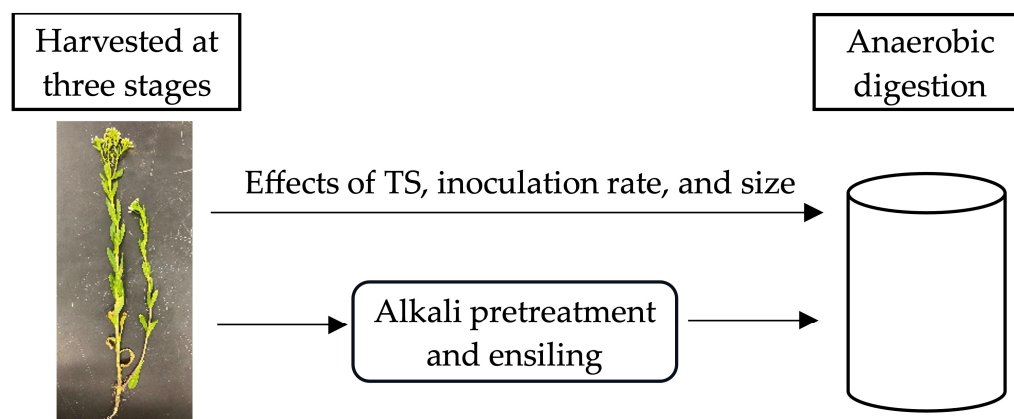 Harvested at
three stages
Anaerobic
digestion
Effects of TS, inoculation rate, and size
Alkali pretreatment
and ensiling